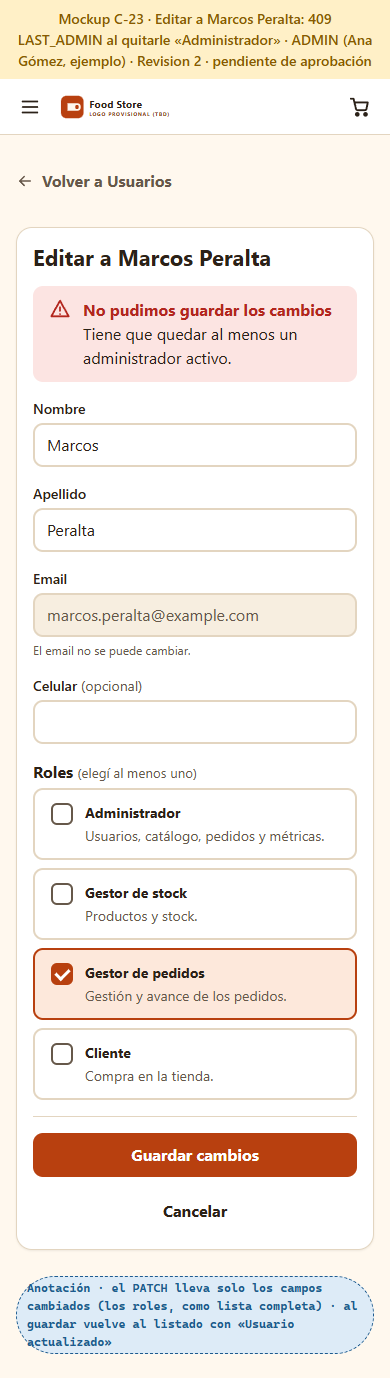 Mockup C-23 · Editar a Marcos Peralta: 409
LAST_ADMIN al quitarle «Administrador» · ADMIN (Ana
Gómez, ejemplo) · Revision 2 · pendiente de aprobación
Food Store
LOGO PROVISIONAL (TBD)
Volver a Usuarios
Editar a Marcos Peralta
No pudimos guardar los cambios
Tiene que quedar al menos un
administrador activo.
Nombre
Marcos
Apellido
Peralta
Email
marcos.peralta@example.com
El email no se puede cambiar.
Celular (opcional)
Roles (elegí al menos uno)
Administrador
Usuarios, catálogo, pedidos y métricas.
Gestor de stock
Productos y stock.
Gestor de pedidos
Gestión y avance de los pedidos.
Cliente
Compra en la tienda.
Guardar cambios
Cancelar
Anotación · el PATCH lleva solo los campos
cambiados (los roles, como lista completa) · al
guardar vuelve al listado con «Usuario
actualizado»